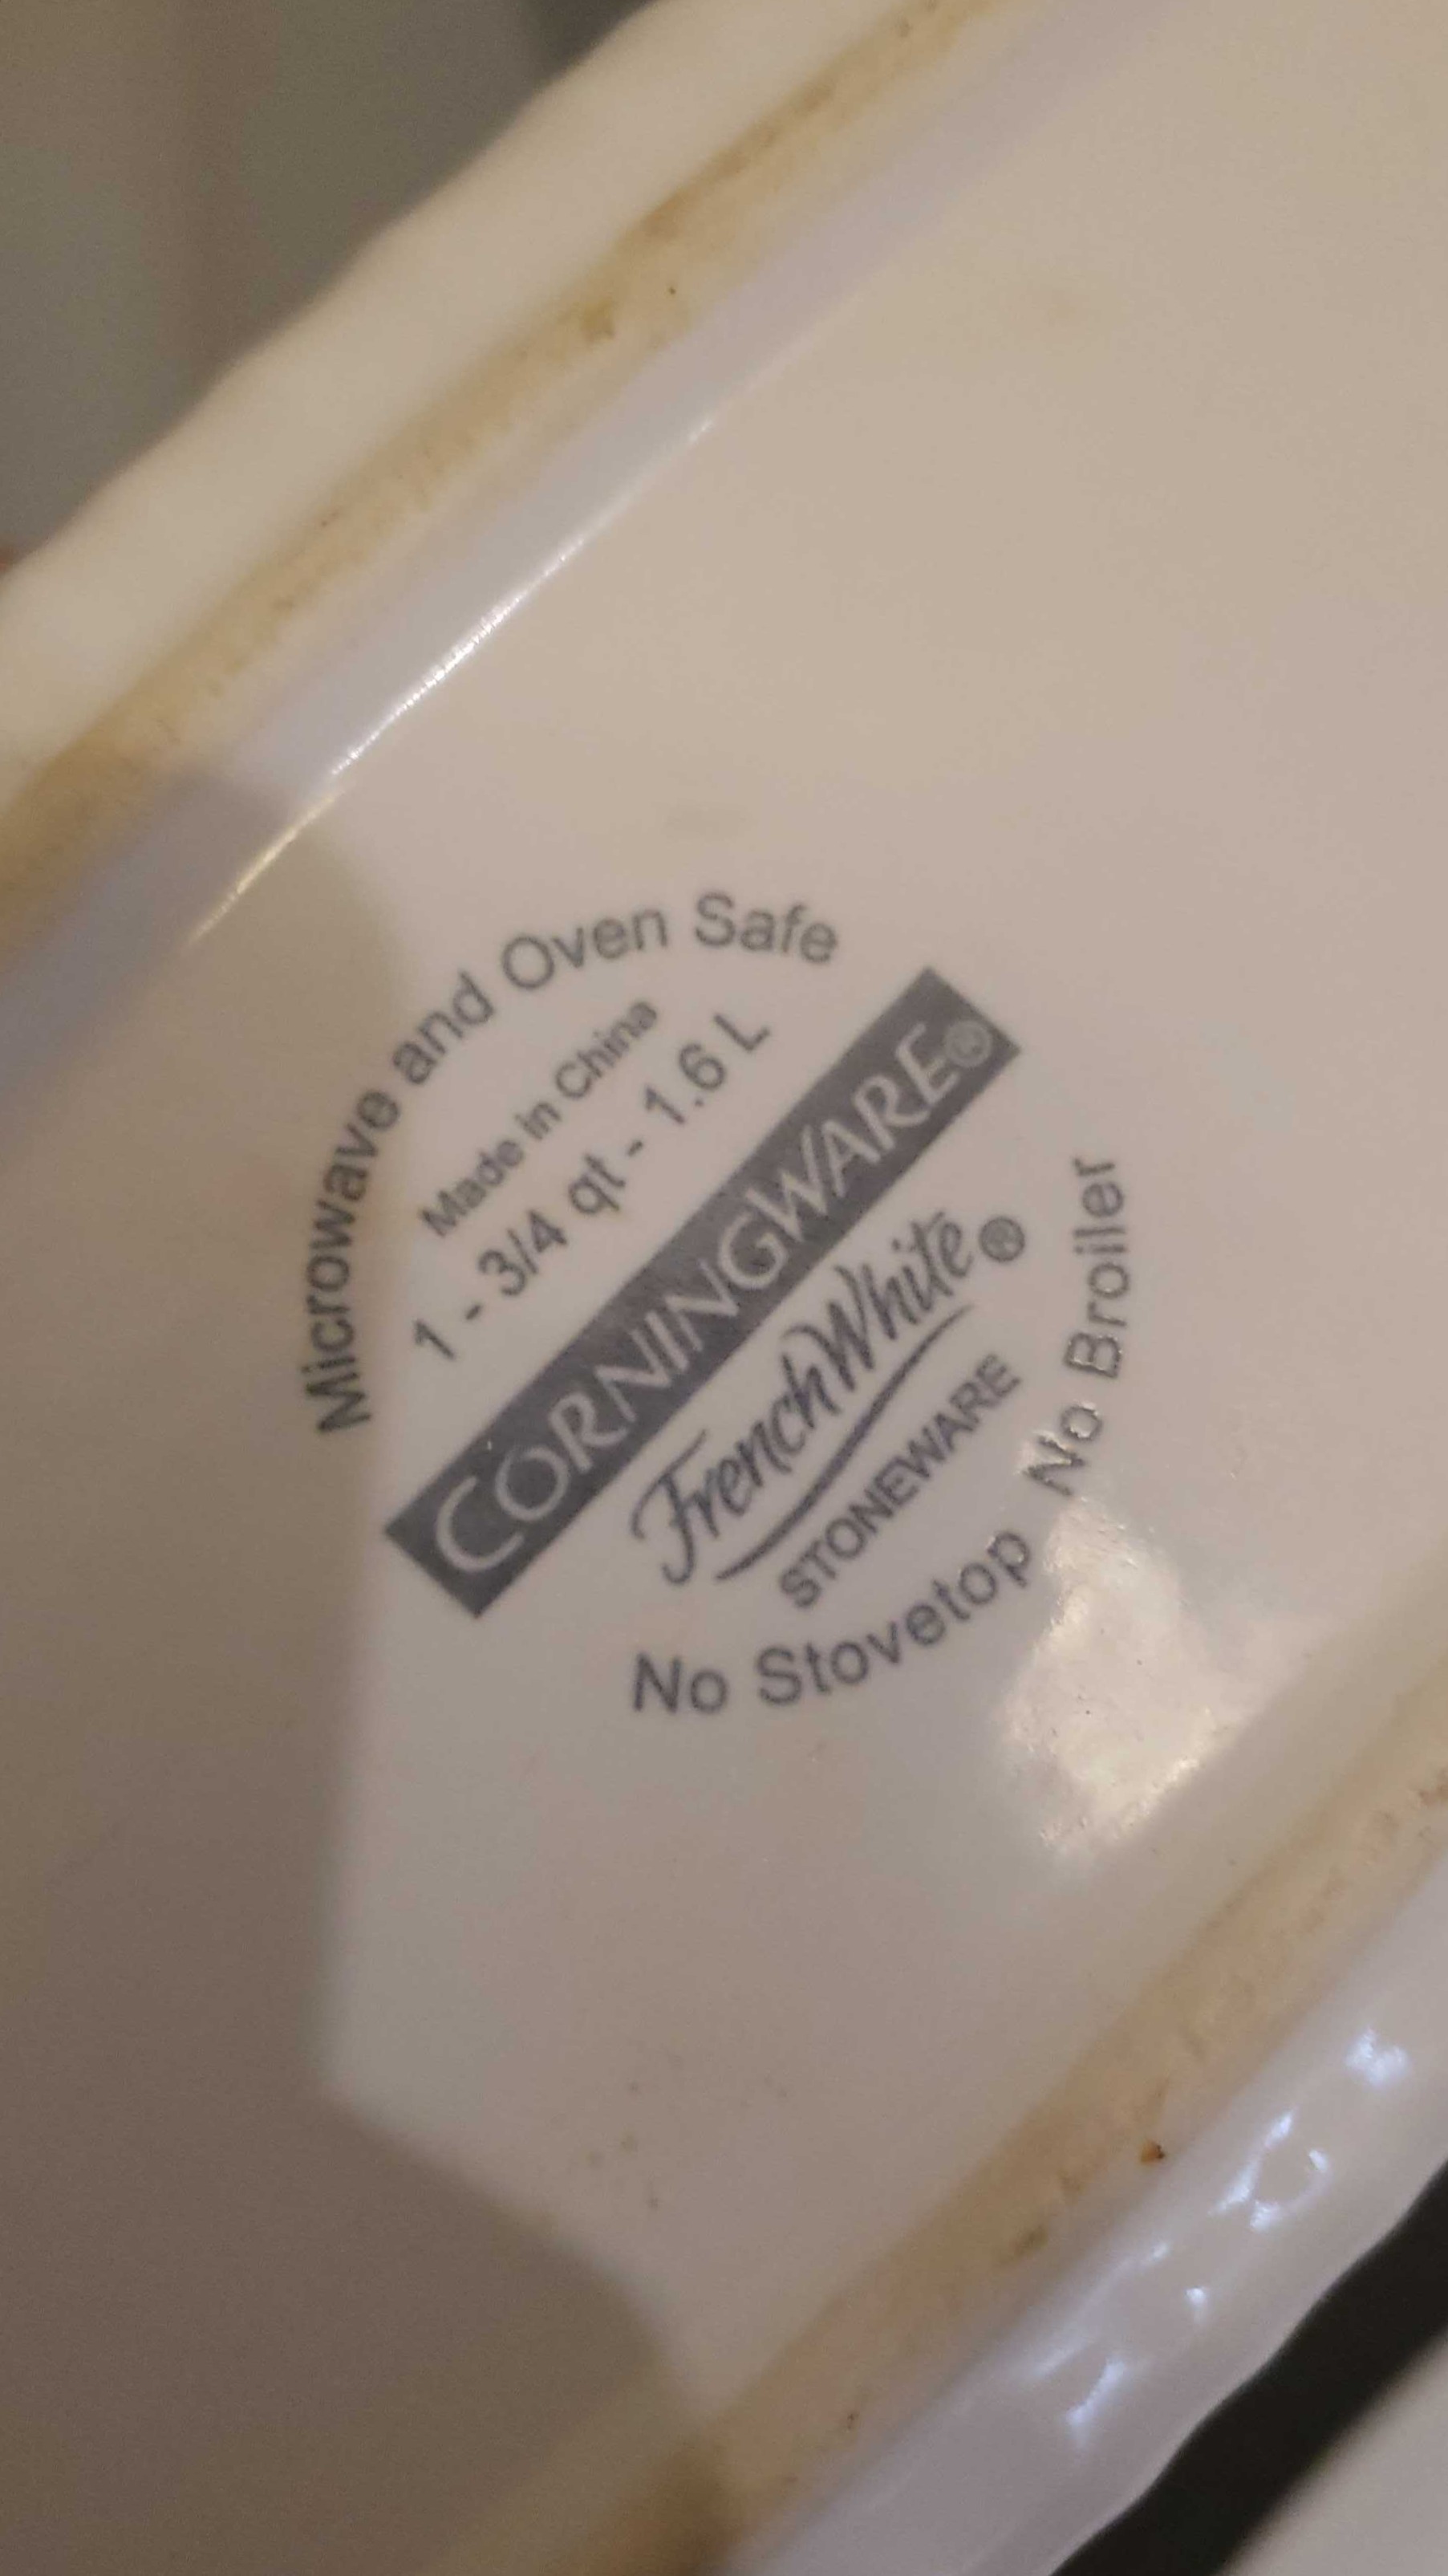 Microwave and Oven Safe
Made in China
1 - 3/4 qt - 1.6 L
CORNINGWARE®
French White®
STONEWARE
No Stovetop No Broiler